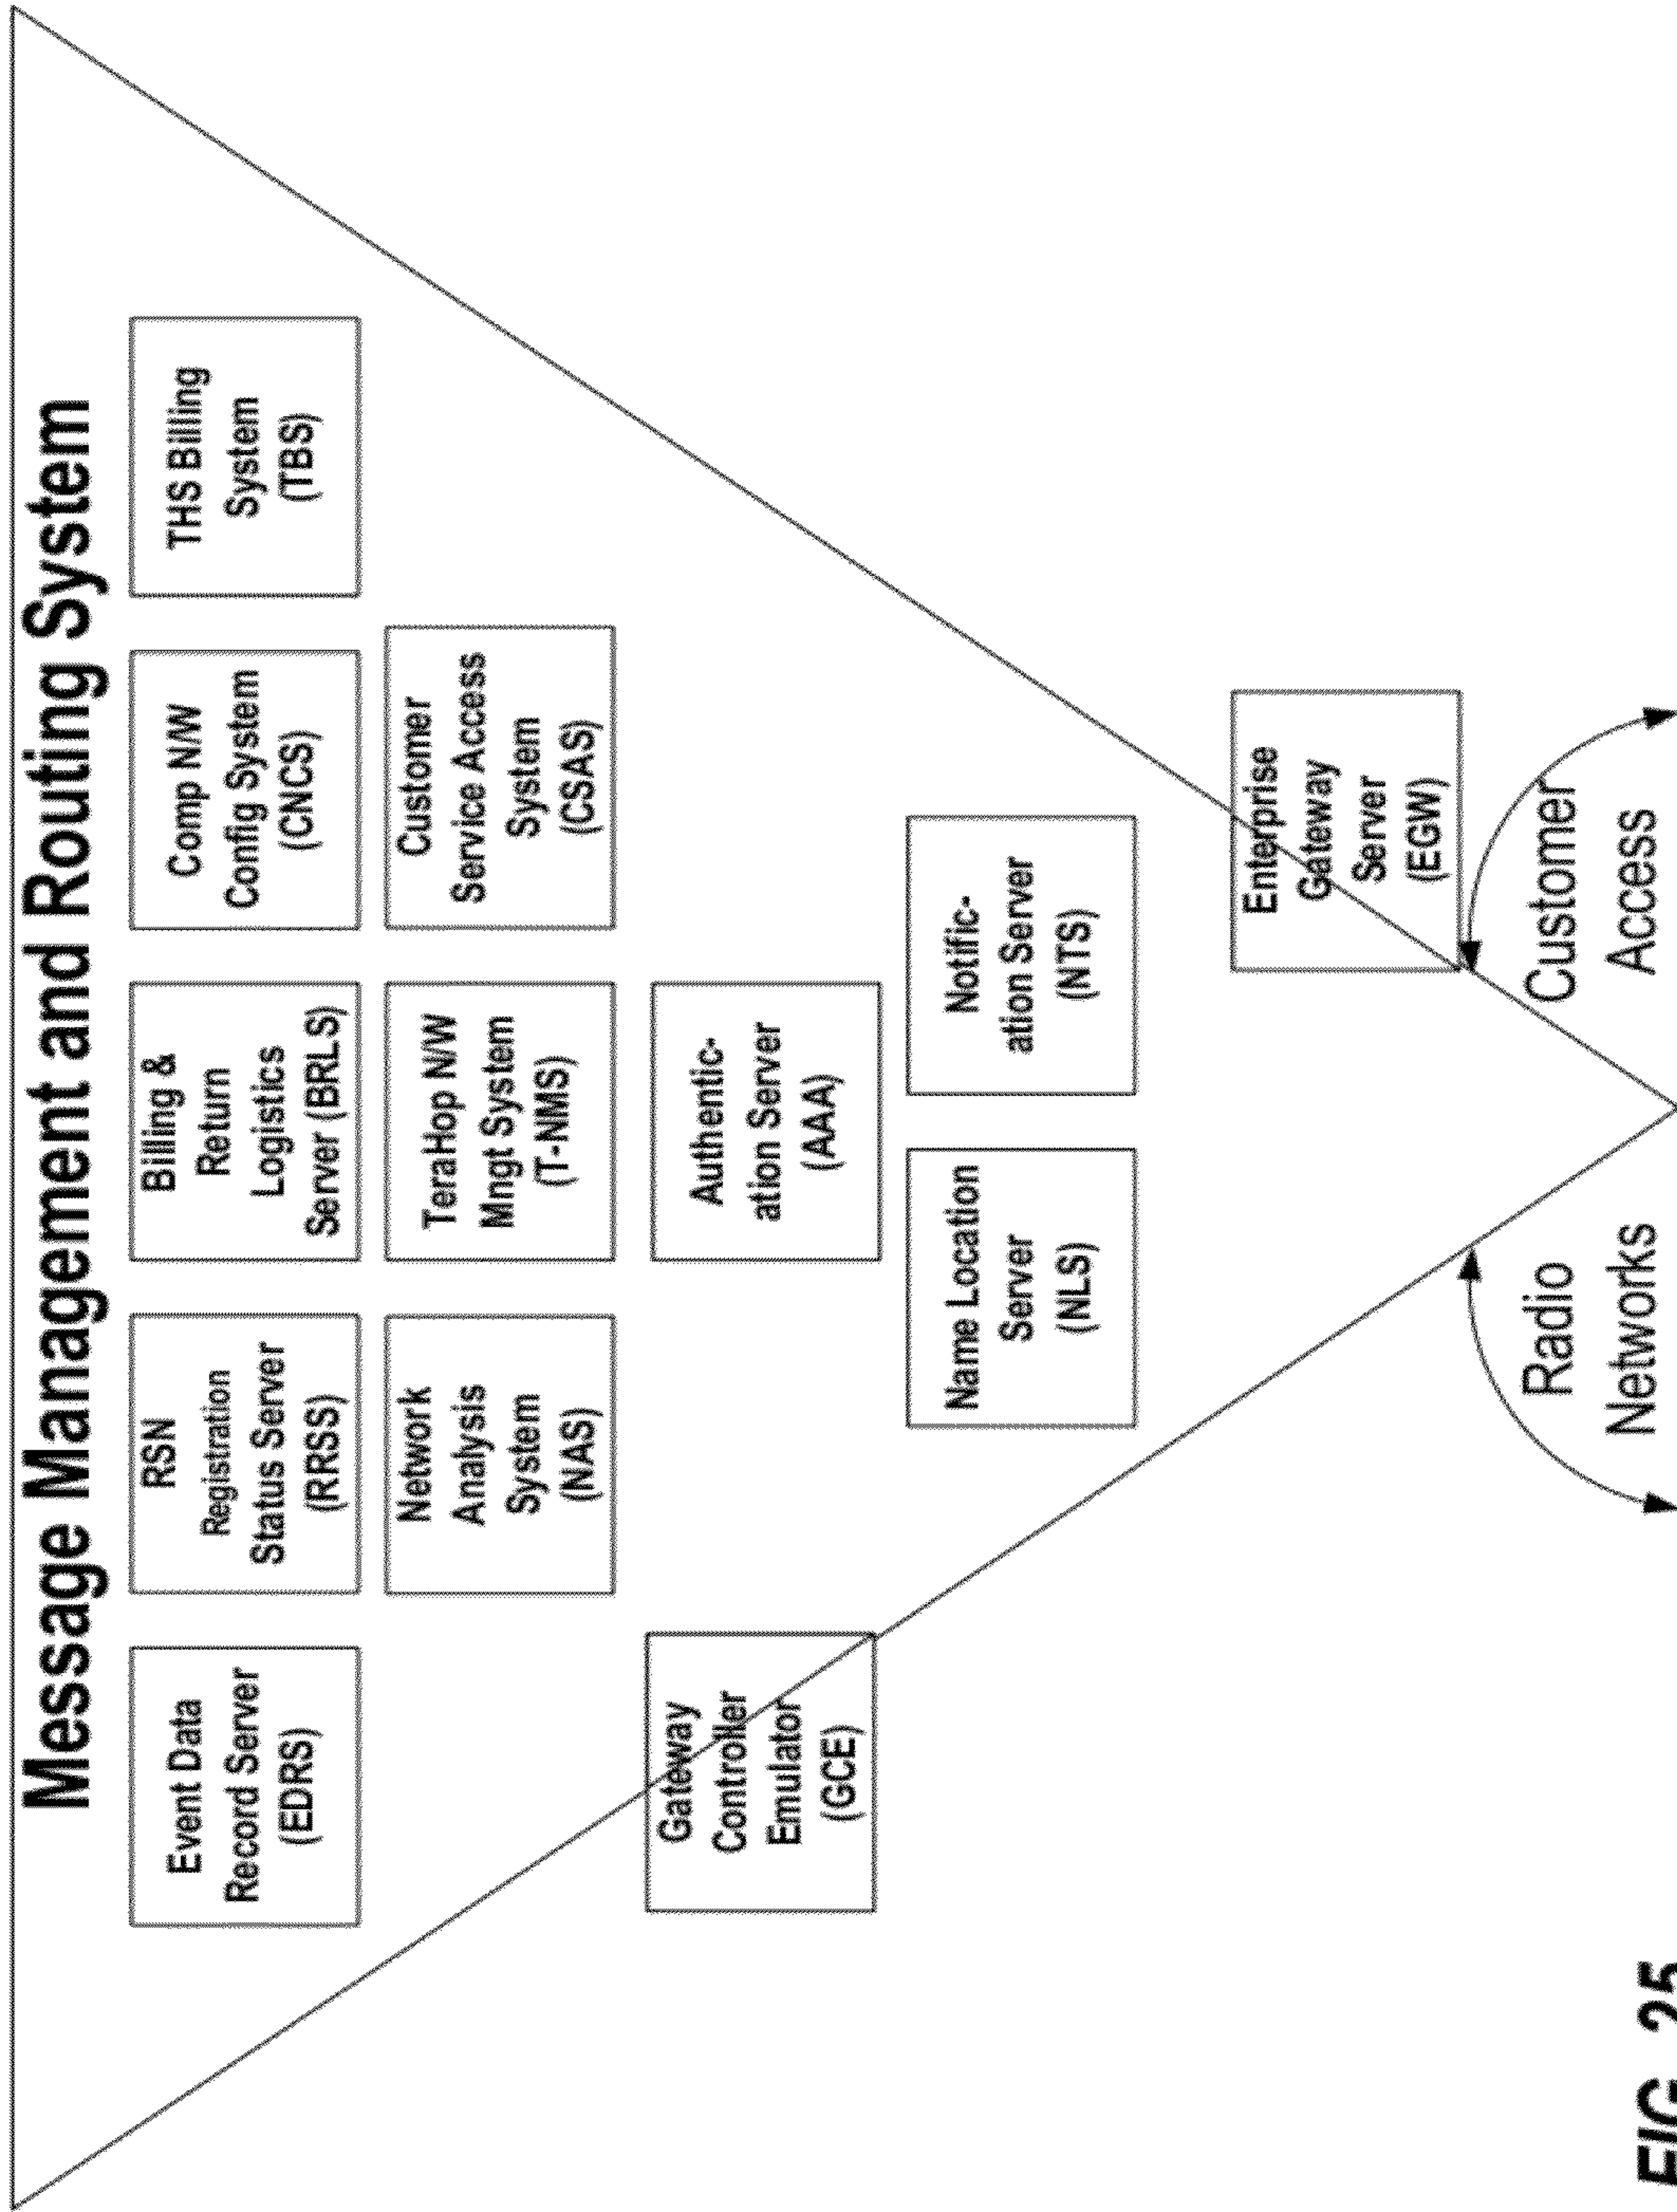 Message Management and Routing System
Event Data
Record Server
(EDRS)
RSN
Registration
Status Server
(RRSS)
Billing &
Return
Logistics
Server (BRLS)
Comp N/W
Config System
(CNCS)
THS Billing
System
(TBS)
Network
Analysis
System
(NAS)
TeraHop N/W
Mngt System
(T-NMS)
Customer
Service Access
System
(CSAS)
Gateway
Controller
Emulator
(GCE)
Authentic-
ation Server
(AAA)
Name Location
Server
(NLS)
Notific-
ation Server
(NTS)
Enterprise
Gateway
Server
(EGW)
Radio
Networks
Customer
Access
FIG. 25